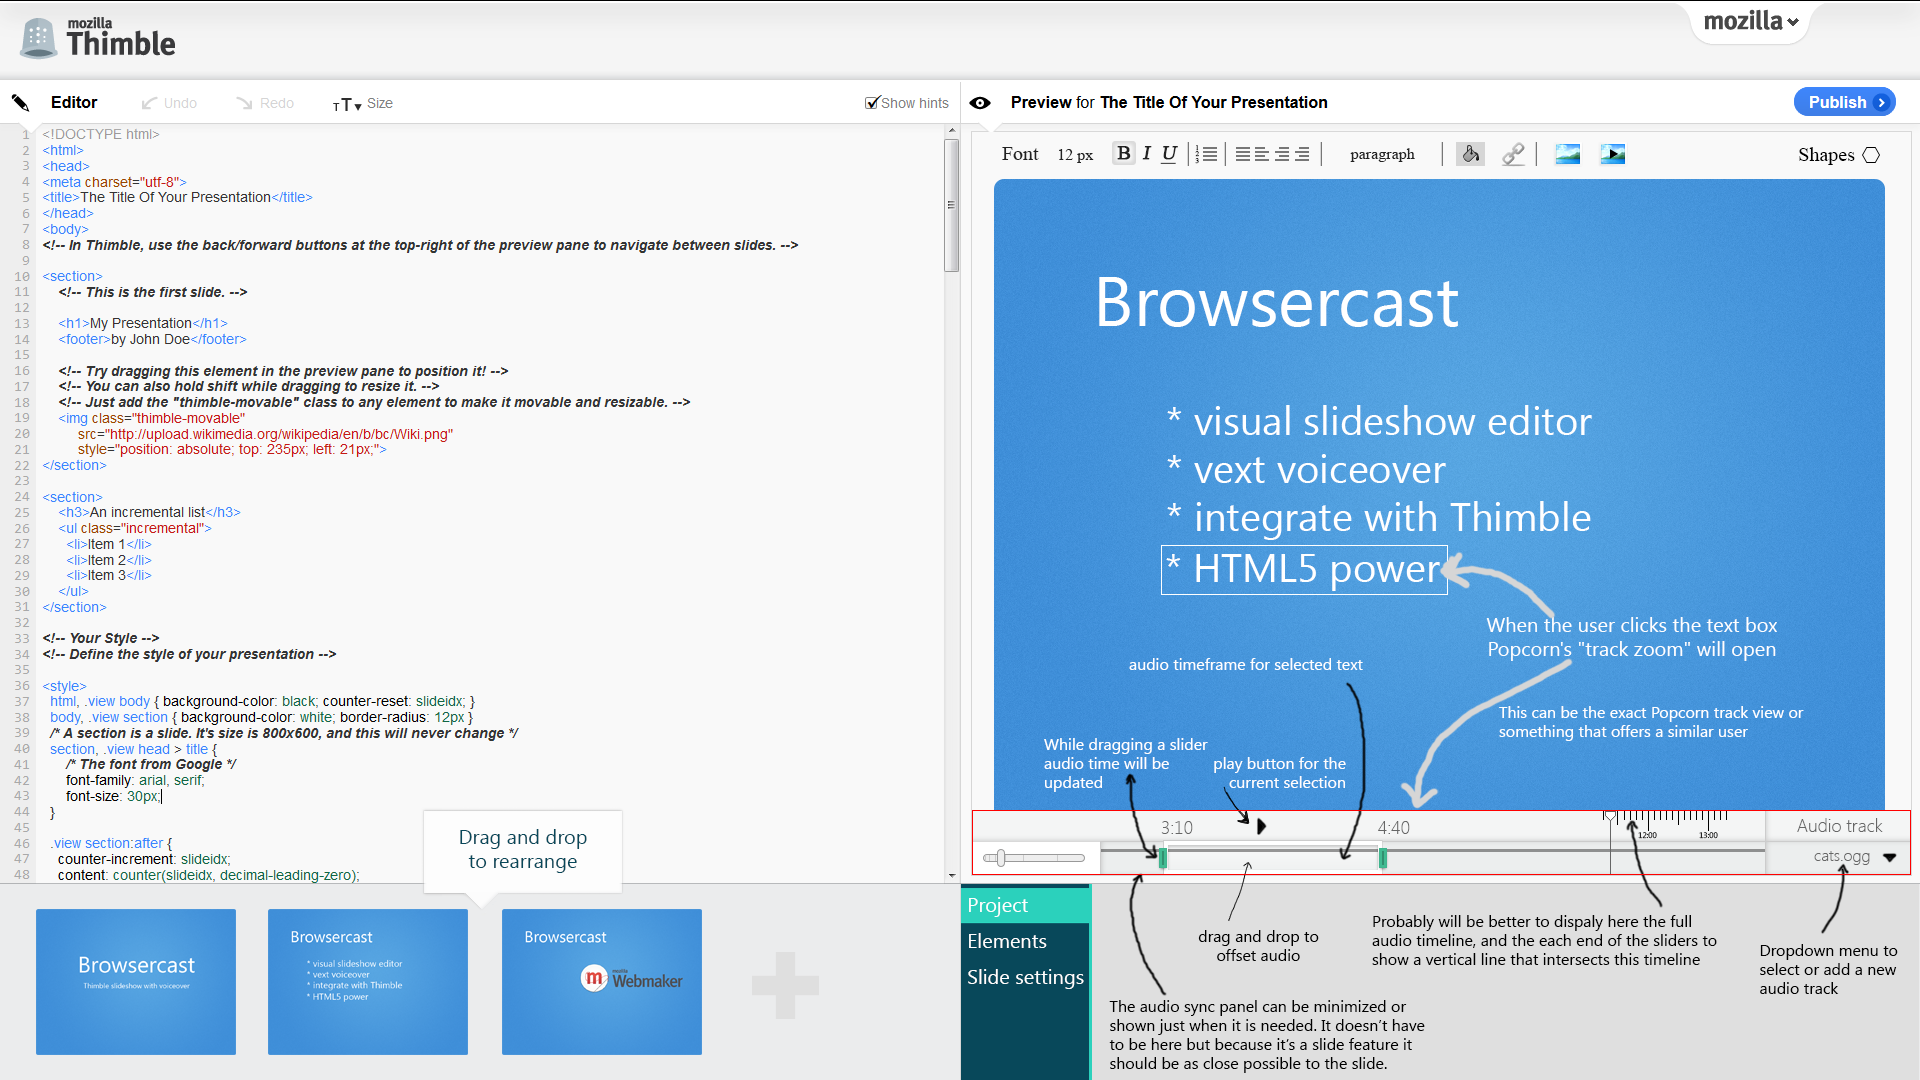 mozilla
Thimble
mozilla
Editor
Undo
Redo
TT Size
Show hints
Preview for The Title Of Your Presentation
Publish
1 <!DOCTYPE html>
2 <html>
3 <head>
4 <meta charset="utf-8">
5 <title>The Title Of Your Presentation</title>
6 </head>
7 <body>
8 <!-- In Thimble, use the back/forward buttons at the top-right of the preview pane to navigate between slides. -->
9
10 <section>
11 <!-- This is the first slide. -->
12
13 <h1>My Presentation</h1>
14 <footer>by John Doe</footer>
15
16 <!-- Try dragging this element in the preview pane to position it! -->
17 <!-- You can also hold shift while dragging to resize it. -->
18 <!-- Just add the "thimble-movable" class to any element to make it movable and resizable. -->
19 <img class="thimble-movable"
20 src="http://upload.wikimedia.org/wikipedia/en/b/bc/Wiki.png"
21 style="position: absolute; top: 235px; left: 21px;">
22 </section>
23
24 <section>
25 <h3>An incremental list</h3>
26 <ul class="incremental">
27 <li>Item 1</li>
28 <li>Item 2</li>
29 <li>Item 3</li>
30 </ul>
31 </section>
32
33 <!-- Your Style -->
34 <!-- Define the style of your presentation -->
35
36 <style>
37 html, .view body { background-color: black; counter-reset: slideidx; }
38 body, .view section { background-color: white; border-radius: 12px }
39 /* A section is a slide. It's size is 800x600, and this will never change */
40 section, .view head > title {
41 /* The font from Google */
42 font-family: arial, serif;
43 font-size: 30px;
44 }
45
46 .view section:after {
47 counter-increment: slideidx;
48 content: counter(slideidx, decimal-leading-zero);
Font
12 px
B I U
1
2
3
paragraph
Shapes
Browsercast
* visual slideshow editor
* vext voiceover
* integrate with Thimble
* HTML5 power
When the user clicks the text box
Popcorn's "track zoom" will open
audio timeframe for selected text
This can be the exact Popcorn track view or
something that offers a similar user
While dragging a slider
audio time will be
updated
play button for the
current selection
3:10
4:40
12:00
13:00
Audio track
cats.ogg
Drag and drop
to rearrange
Browsercast
Thimble slideshow with voiceover
Browsercast
* visual slideshow editor
* vext voiceover
* integrate with Thimble
* HTML5 power
Browsercast
m
mozilla
Webmaker
Project
Elements
Slide settings
drag and drop to
offset audio
Probably will be better to dispaly here the full
audio timeline, and the each end of the sliders to
show a vertical line that intersects this timeline
Dropdown menu to
select or add a new
audio track
The audio sync panel can be minimized or
shown just when it is needed. It doesn't have
to be here but because it's a slide feature it
should be as close possible to the slide.